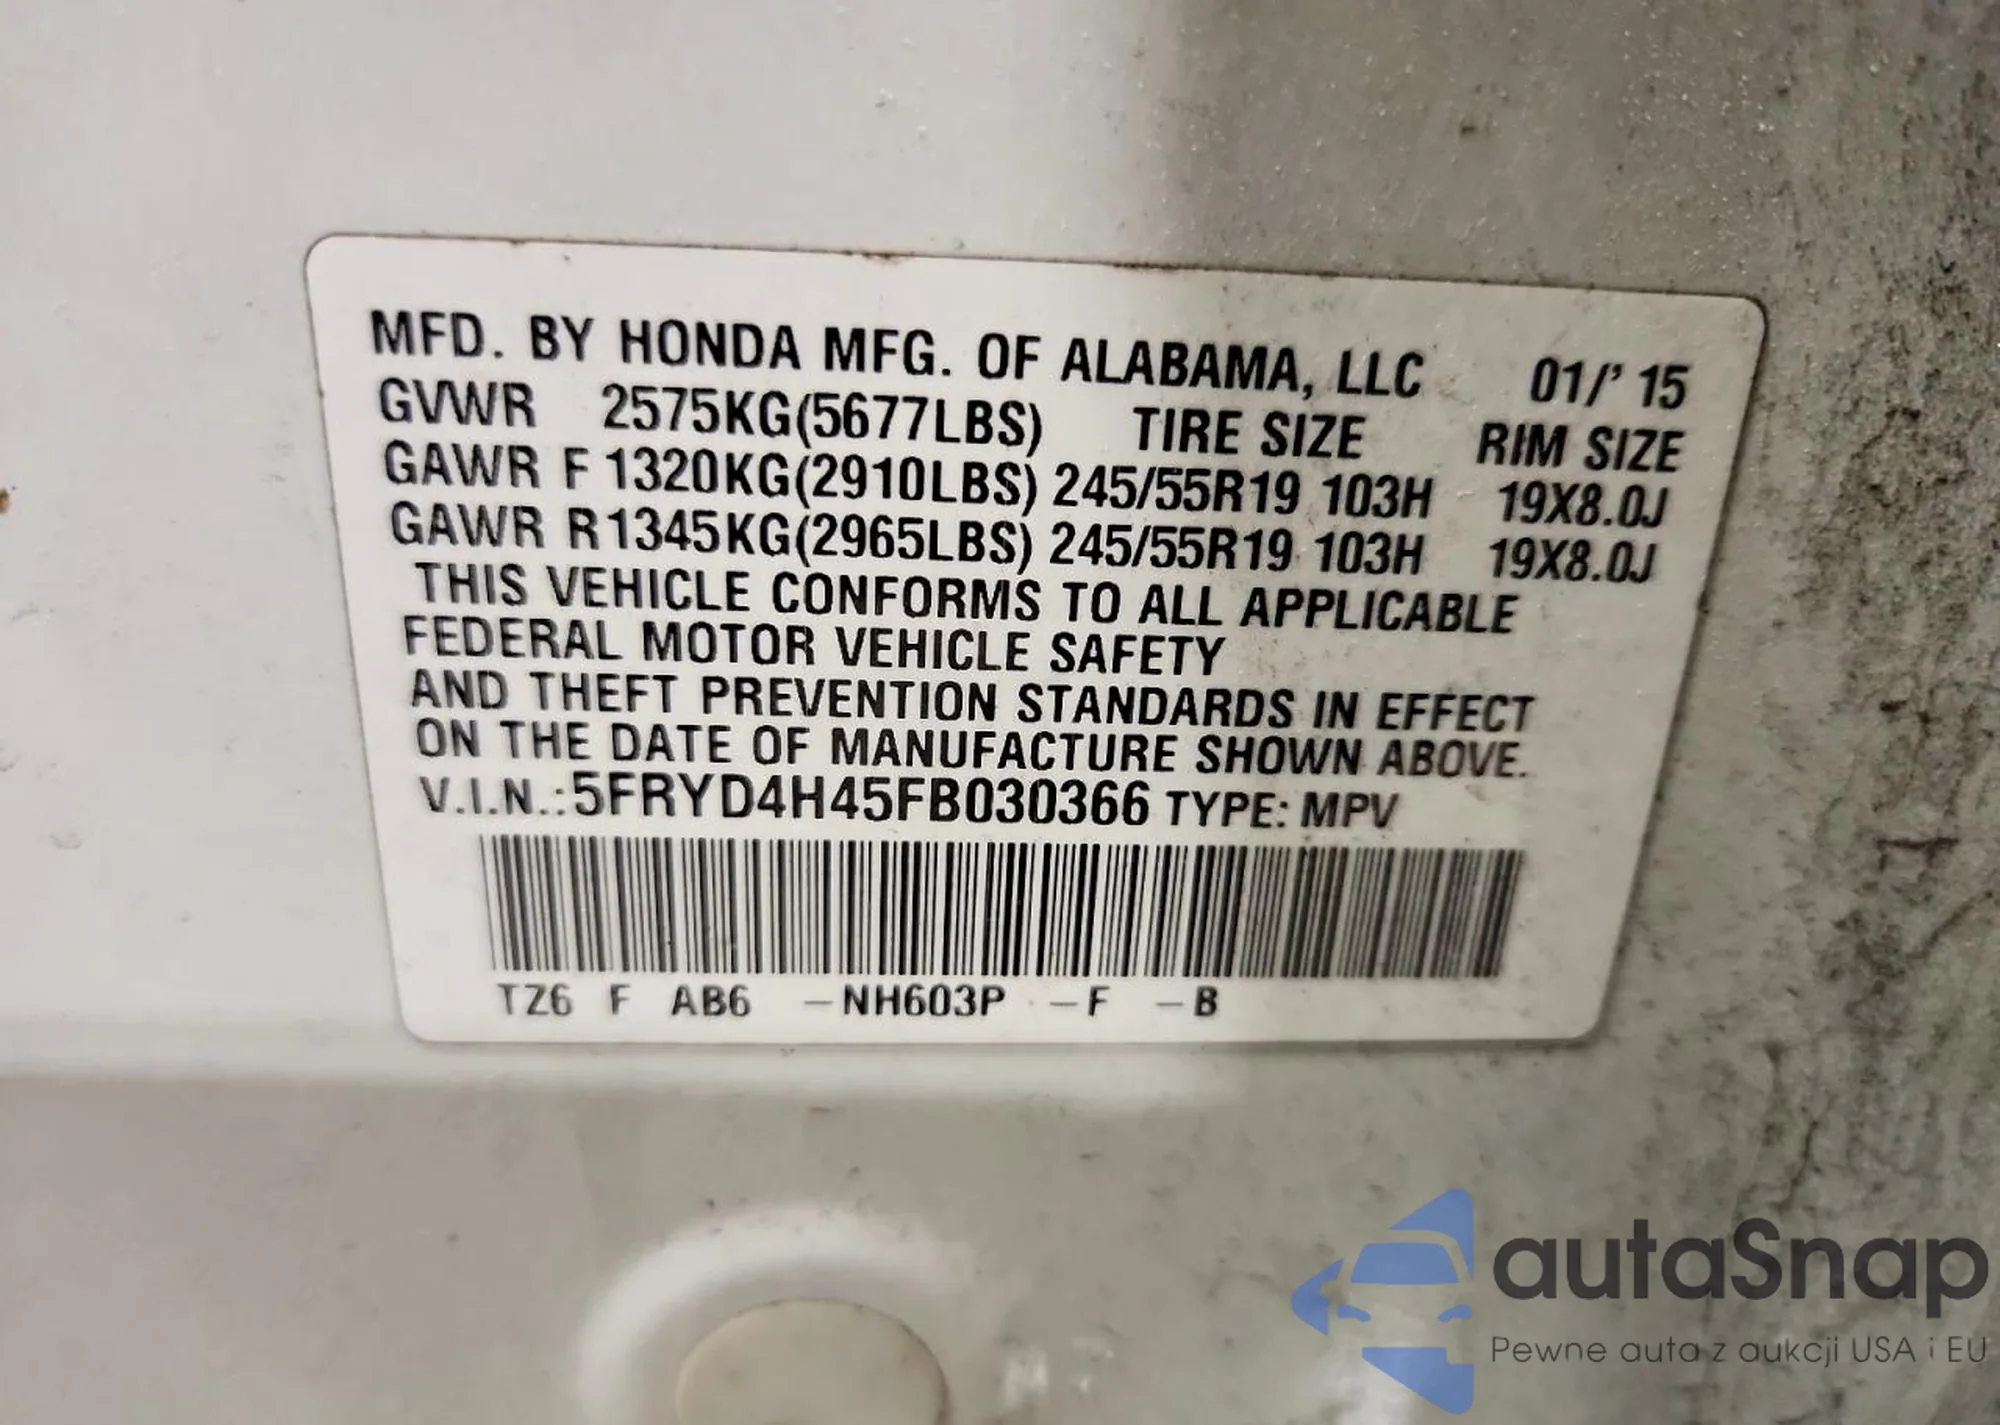 MFD. BY HONDA MFG. OF ALABAMA, LLC 01/' 15
GVWR 2575KG(5677LBS) TIRE SIZE RIM SIZE
GAWR F 1320KG(2910LBS) 245/55R19 103H 19X8.0J
GAWR R 1345KG(2965LBS) 245/55R19 103H 19X8.0J
THIS VEHICLE CONFORMS TO ALL APPLICABLE
FEDERAL MOTOR VEHICLE SAFETY
AND THEFT PREVENTION STANDARDS IN EFFECT
ON THE DATE OF MANUFACTURE SHOWN ABOVE.
V.I.N.:5FRYD4H45FB030366 TYPE: MPV
TZ6 F AB6 -NH603P -F -B
autaSnap
Pewne auta z aukcji USA i EU